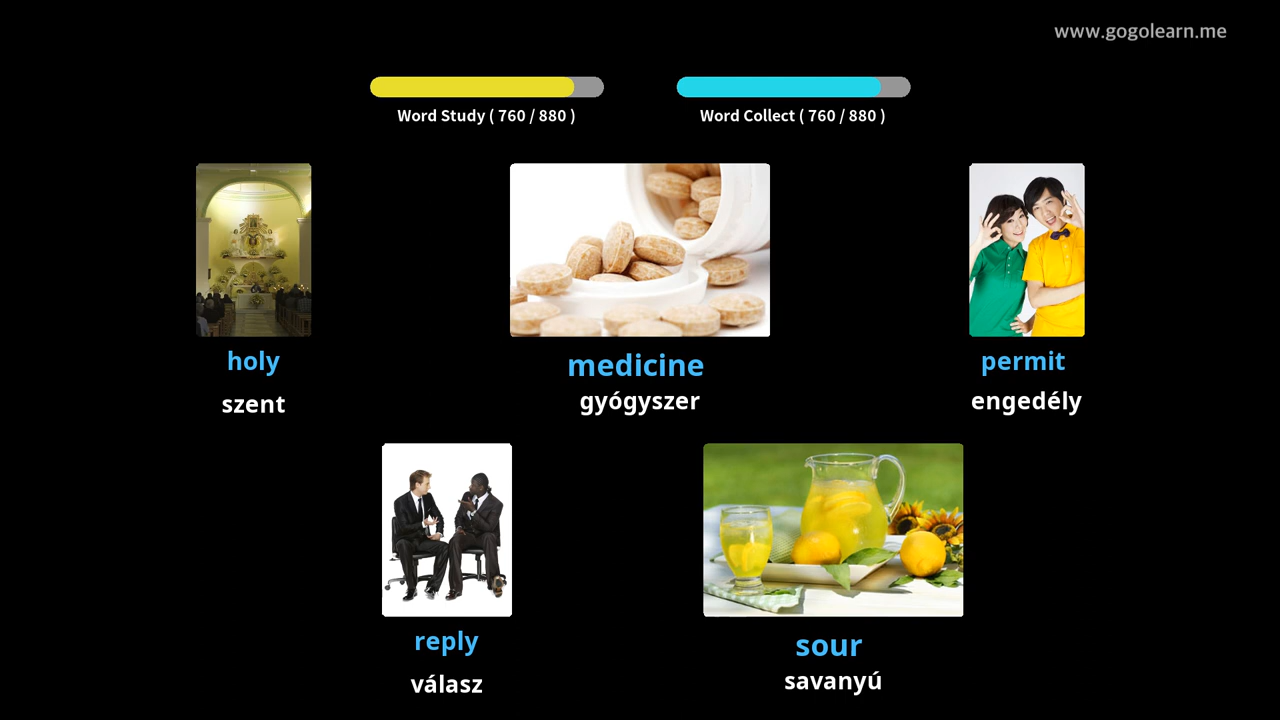 www.gogolearn.me
Word Study ( 760 / 880 )
Word Collect ( 760 / 880 )
holy
szent
medicine
gyógyszer
permit
engedély
reply
válasz
sour
savanyú